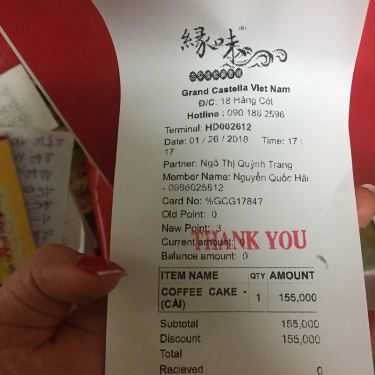 緣味
Grand Castella Viet Nam
Đ/C: 18 Hàng Cót
Hotline : 090 186 2596
Terminal: HD002612
Date: 01 / 26 / 2018 Time: 17 :
17
Partner: Ngô Thị Quỳnh Trang
Member Name: Nguyễn Quốc Hải
- 0986025612
Card No: %GCG17847
Old Point: 0
New Point: 3
Current amount:
THANK YOU
Balance amount: 0
ITEM NAME QTY AMOUNT
COFFEE CAKE - 1 155,000
(CÁI)
Subtotal 155,000
Discount 155,000
Total
Recieved 0